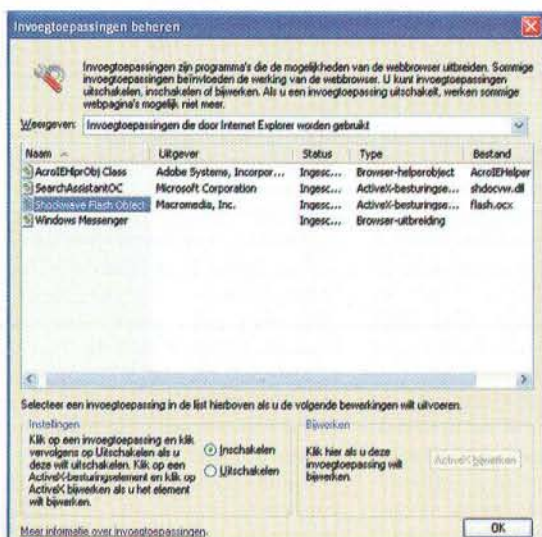 Invoegtoepassingen beheren
Invoegtoepassingen zijn programma's die de mogelijkheden van de webbrowser uitbreiden. Sommige
invoegtoepassingen beïnvloeden de werking van de webbrowser. U kunt invoegtoepassingen
uitschakelen, inschakelen of bijwerken. Als u een invoegtoepassing uitschakelt, werken sommige
webpagina's mogelijk niet meer.
Weergeven: Invoegtoepassingen die door Internet Explorer worden gebruikt
Naam Uitgever Status Type Bestand
AcroIEHlprObj Class Adobe Systems, Incorpor... Ingesc... Browser-helperobject AcroIEHelper
SearchAssistantOC Microsoft Corporation Ingesc... ActiveX-besturingse... shdocvw.dll
Shockwave Flash Object Macromedia, Inc. Ingesc... ActiveX-besturingse... flash.ocx
Windows Messenger Ingesc... Browser-uitbreiding
Selecteer een invoegtoepassing in de lijst hierboven als u de volgende bewerkingen wilt uitvoeren.
Instellingen
Klik op een invoegtoepassing en klik
vervolgens op Uitschakelen als u
deze wilt uitschakelen. Klik op een
ActiveX-besturingselement en klik op
ActiveX bijwerken als u het element
wilt bijwerken.
Inschakelen
Uitschakelen
Bijwerken
Klik hier als u deze
invoegtoepassing wilt
bijwerken.
ActiveX bijwerken
Meer informatie over invoegtoepassingen.
OK